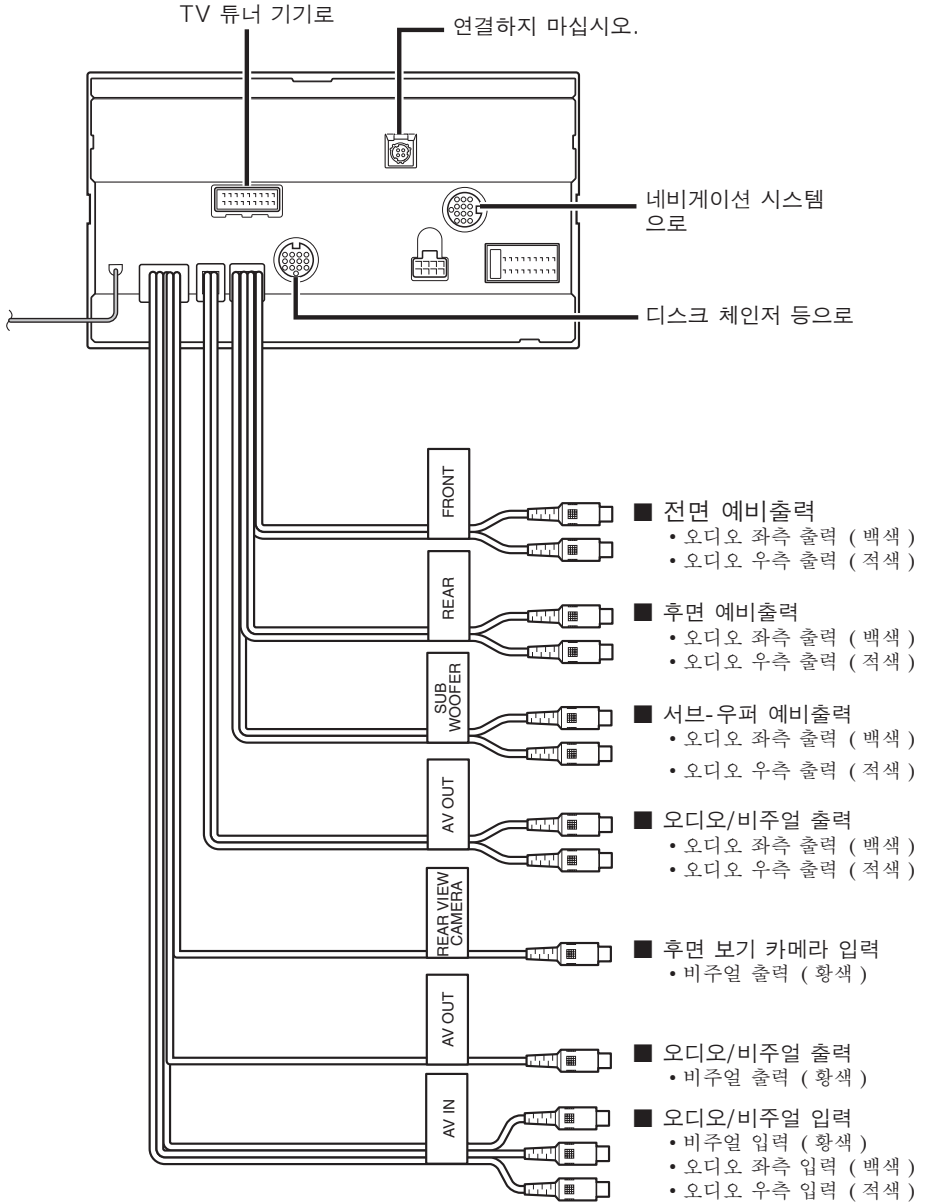 TV 튜너 기기로
연결하지 마십시오.
네비게이션 시스템
으로
디스크 체인저 등으로
FRONT
■ 전면 예비출력
• 오디오 좌측 출력 ( 백색 )
• 오디오 우측 출력 ( 적색 )
REAR
■ 후면 예비출력
• 오디오 좌측 출력 ( 백색 )
• 오디오 우측 출력 ( 적색 )
SUB
WOOFER
■ 서브-우퍼 예비출력
• 오디오 좌측 출력 ( 백색 )
• 오디오 우측 출력 ( 적색 )
AV OUT
■ 오디오/비주얼 출력
• 오디오 좌측 출력 ( 백색 )
• 오디오 우측 출력 ( 적색 )
REAR VIEW
CAMERA
■ 후면 보기 카메라 입력
• 비주얼 출력 ( 황색 )
AV OUT
■ 오디오/비주얼 출력
• 비주얼 출력 ( 황색 )
AV IN
■ 오디오/비주얼 입력
• 비주얼 입력 ( 황색 )
• 오디오 좌측 입력 ( 백색 )
• 오디오 우측 입력 ( 적색 )